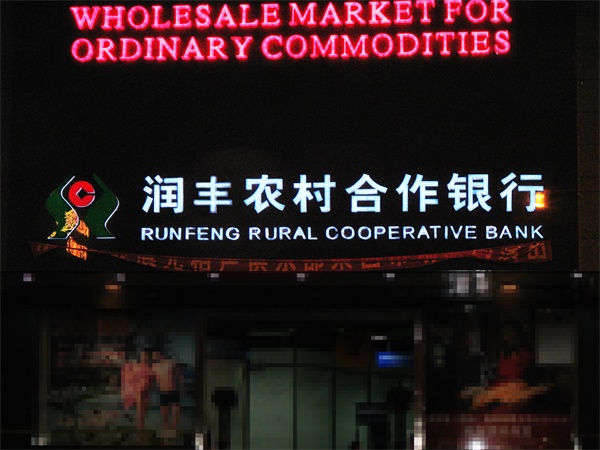 WHOLESALE MARKET FOR
ORDINARY COMMODITIES
润丰农村合作银行
RUNFENG RURAL COOPERATIVE BANK